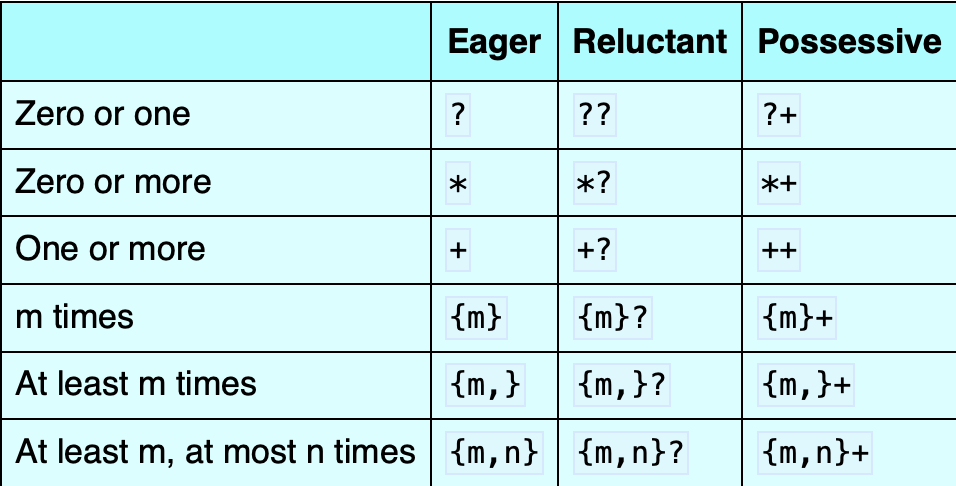 Eager Reluctant Possessive
Zero or one ? ?? ?+
Zero or more * *? *+
One or more + +? ++
m times {m} {m}? {m}+
At least m times {m,} {m,}? {m,}+
At least m, at most n times {m,n} {m,n}? {m,n}+